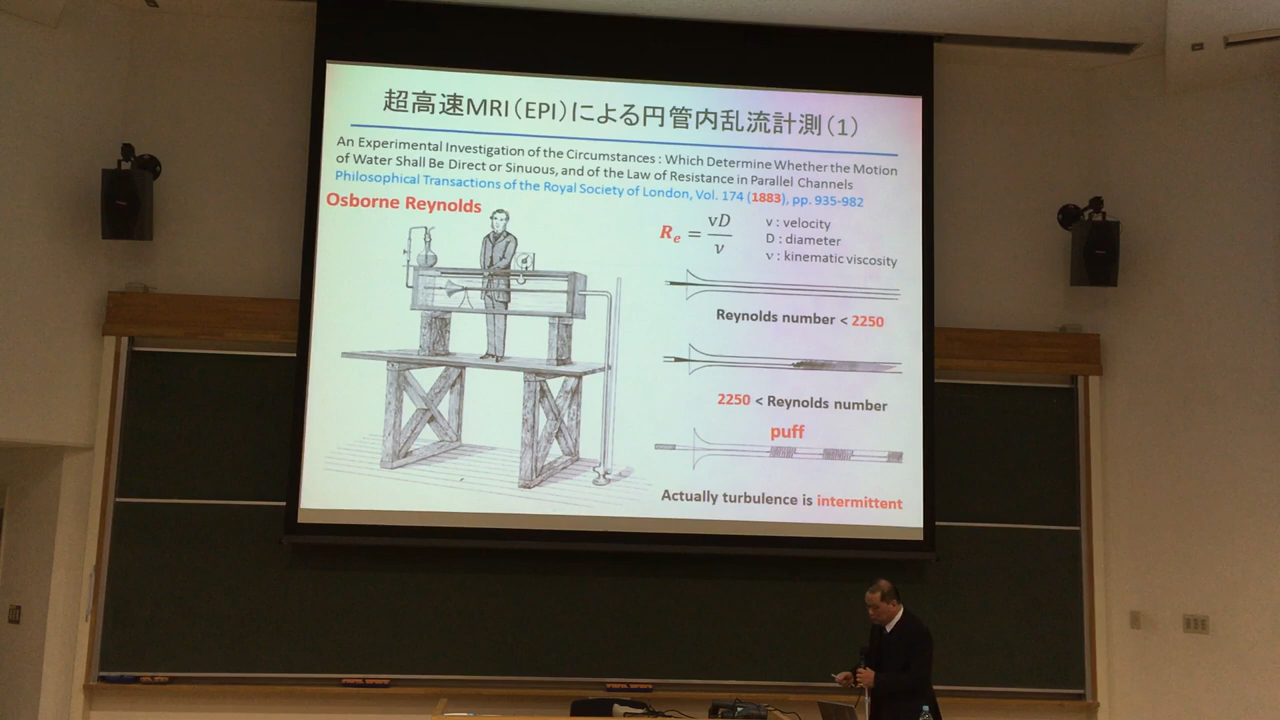 超高速MRI(EPI)による円管内乱流計測(1)
An Experimental Investigation of the Circumstances : Which Determine Whether the Motion
of Water Shall Be Direct or Sinuous, and of the Law of Resistance in Parallel Channels
Philosophical Transactions of the Royal Society of London, Vol. 174 (1883), pp. 935-982
Osborne Reynolds
Re = vD/ν
v : velocity
D : diameter
ν : kinematic viscosity
Reynolds number < 2250
2250 < Reynolds number
puff
Actually turbulence is intermittent